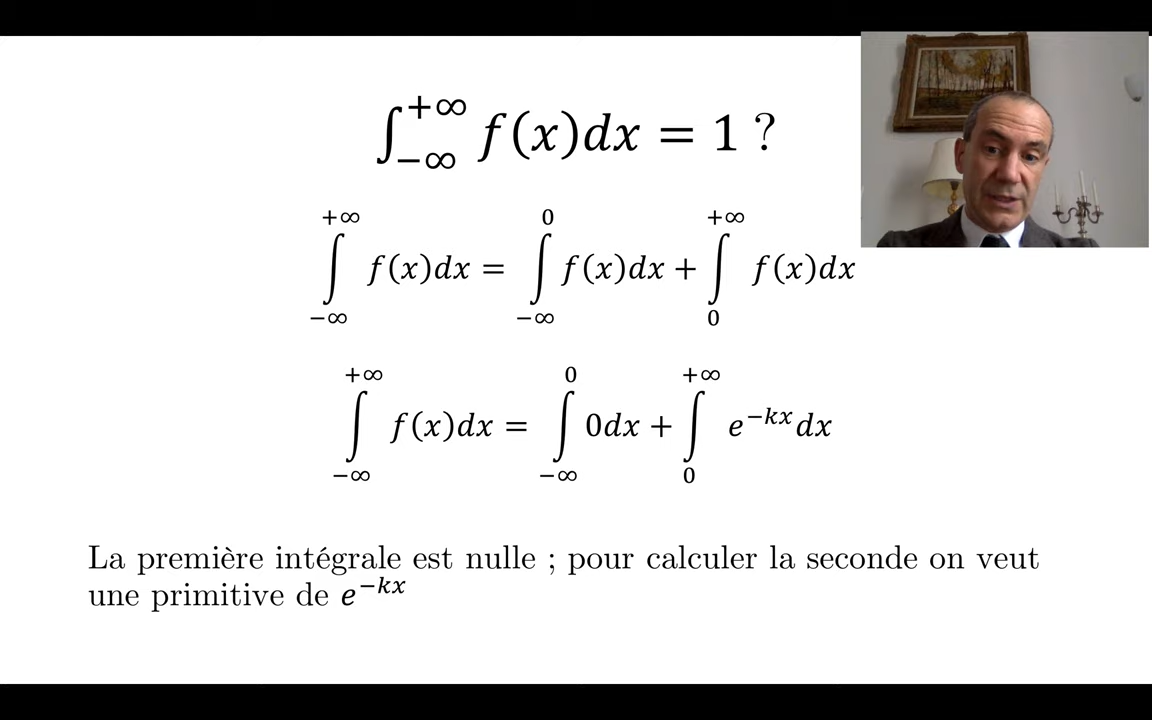 ∫_{−∞}^{+∞} f(x)dx = 1 ?
∫_{−∞}^{+∞} f(x)dx = ∫_{−∞}^{0} f(x)dx + ∫_{0}^{+∞} f(x)dx
∫_{−∞}^{+∞} f(x)dx = ∫_{−∞}^{0} 0dx + ∫_{0}^{+∞} e^{−kx}dx
La première intégrale est nulle ; pour calculer la seconde on veut
une primitive de e^{−kx}